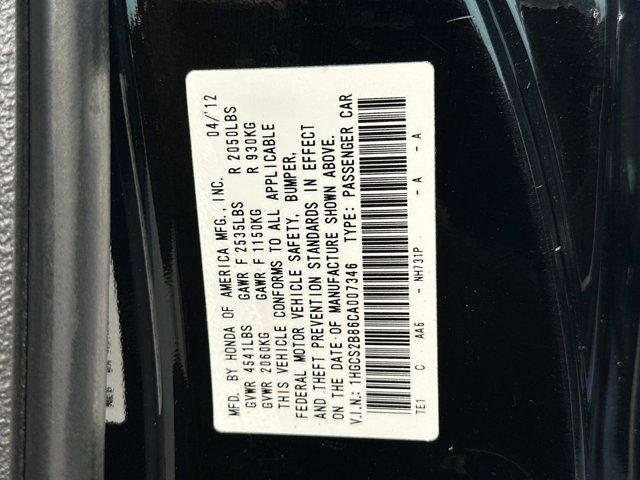 MFD. BY HONDA OF AMERICA MFG., INC. 04/'12
GVWR 4541LBS GAWR F 2535LBS R 2050LBS
GVWR 2060KG GAWR F 1150KG R 930KG
THIS VEHICLE CONFORMS TO ALL APPLICABLE
FEDERAL MOTOR VEHICLE SAFETY, BUMPER,
AND THEFT PREVENTION STANDARDS IN EFFECT
ON THE DATE OF MANUFACTURE SHOWN ABOVE.
V.I.N.: 1HGCS2B86CA007346 TYPE: PASSENGER CAR
TE1 C AA6 - NH731P - A - A